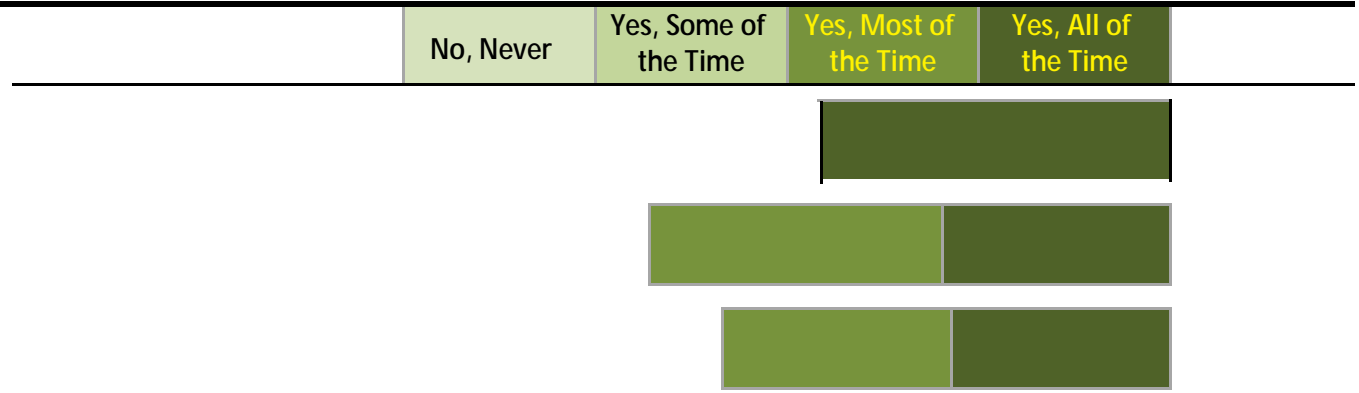 No, Never
Yes, Some of
the Time
Yes, Most of
the Time
Yes, All of
the Time